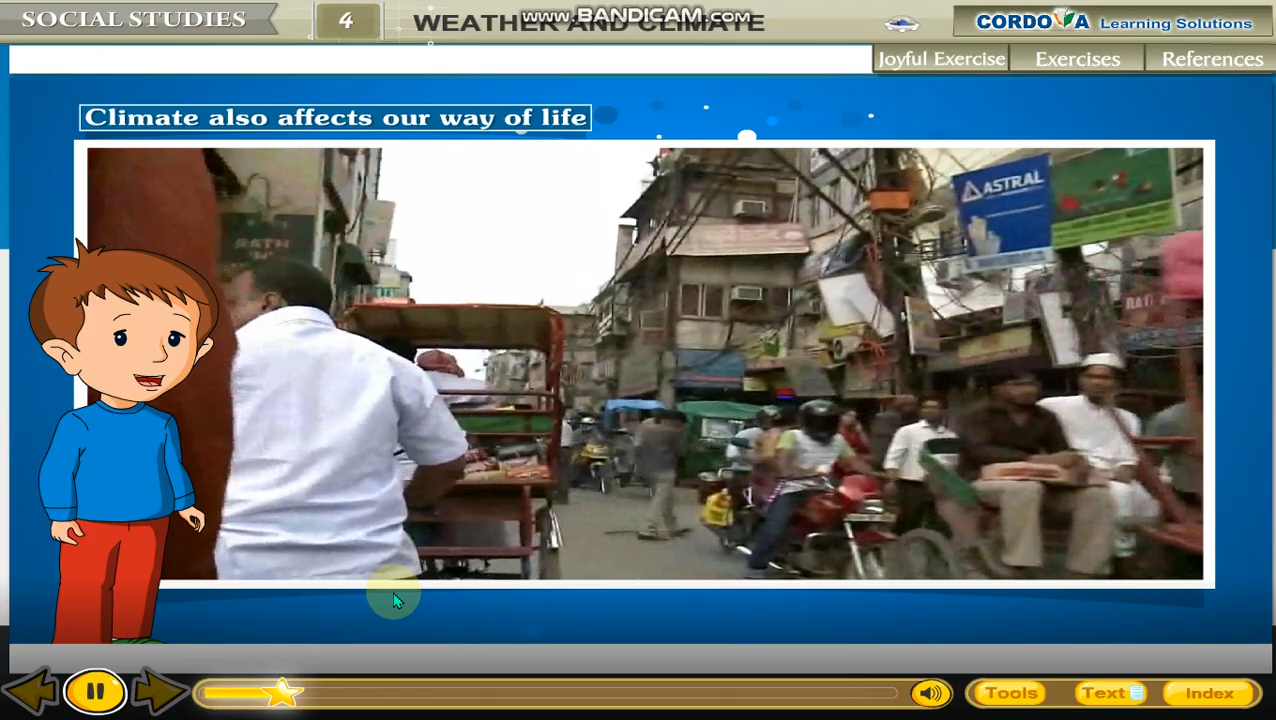 SOCIAL STUDIES
4
WEATHER AND CLIMATE
www.BANDICAM.com
CORDOVA Learning Solutions
Joyful Exercise
Exercises
References
Climate also affects our way of life
ASTRAL
Tools
Text
Index